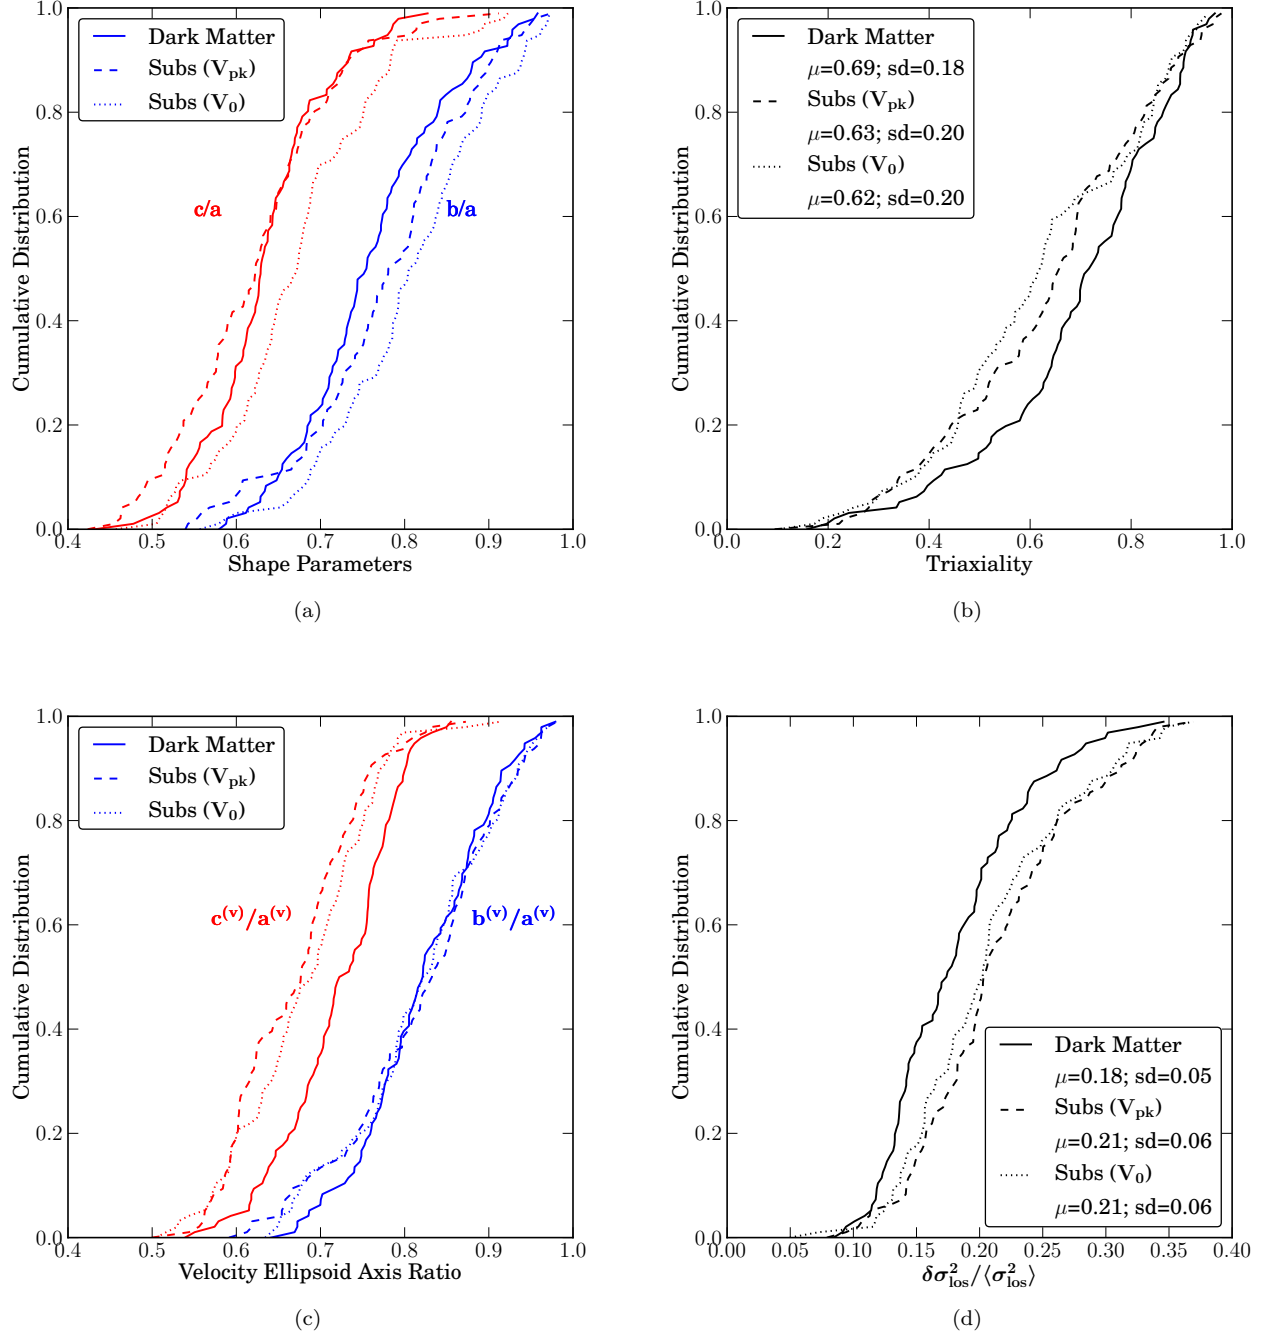 1.0
0.8
0.6
0.4
0.2
0.0
Cumulative Distribution
Dark Matter
Subs (V_pk)
Subs (V_0)
c/a
b/a
0.4 0.5 0.6 0.7 0.8 0.9 1.0
Shape Parameters
(a)
1.0
0.8
0.6
0.4
0.2
0.0
Cumulative Distribution
Dark Matter
μ=0.69; sd=0.18
Subs (V_pk)
μ=0.63; sd=0.20
Subs (V_0)
μ=0.62; sd=0.20
0.0 0.2 0.4 0.6 0.8 1.0
Triaxiality
(b)
1.0
0.8
0.6
0.4
0.2
0.0
Cumulative Distribution
Dark Matter
Subs (V_pk)
Subs (V_0)
c^(v)/a^(v)
b^(v)/a^(v)
0.4 0.5 0.6 0.7 0.8 0.9 1.0
Velocity Ellipsoid Axis Ratio
(c)
1.0
0.8
0.6
0.4
0.2
0.0
Cumulative Distribution
Dark Matter
μ=0.18; sd=0.05
Subs (V_pk)
μ=0.21; sd=0.06
Subs (V_0)
μ=0.21; sd=0.06
0.00 0.05 0.10 0.15 0.20 0.25 0.30 0.35 0.40
δσ²_los/⟨σ²_los⟩
(d)